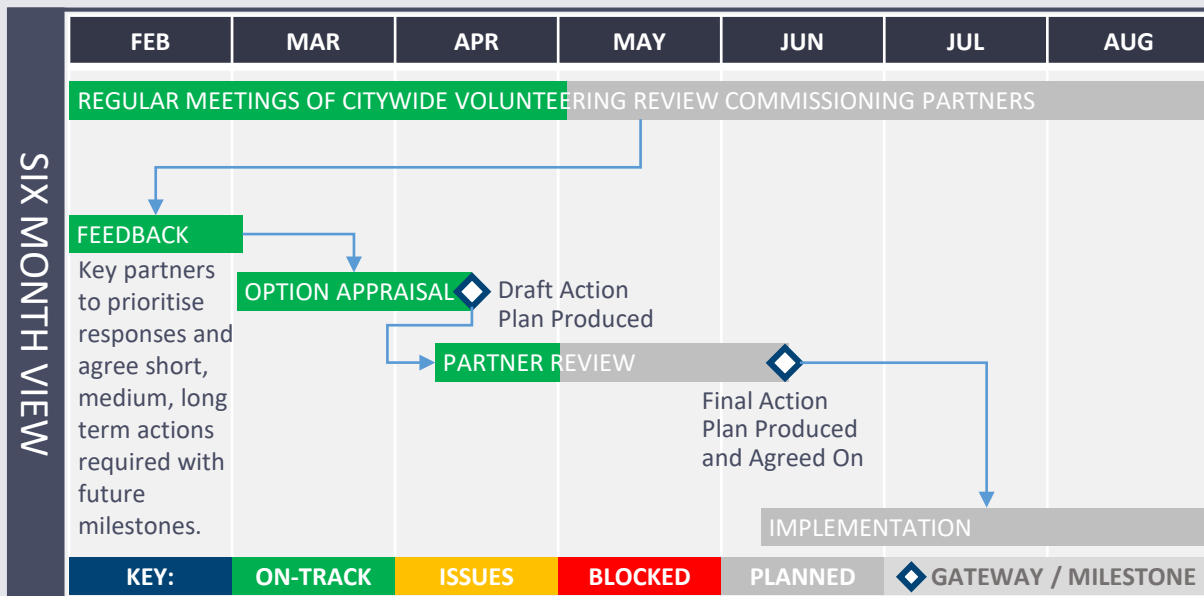 SIX MONTH VIEW
FEB
MAR
APR
MAY
JUN
JUL
AUG
REGULAR MEETINGS OF CITYWIDE VOLUNTEERING REVIEW COMMISSIONING PARTNERS
FEEDBACK
Key partners
to prioritise
responses and
agree short,
medium, long
term actions
required with
future
milestones.
OPTION APPRAISAL
Draft Action
Plan Produced
PARTNER REVIEW
Final Action
Plan Produced
and Agreed On
IMPLEMENTATION
KEY:
ON-TRACK
ISSUES
BLOCKED
PLANNED
GATEWAY / MILESTONE